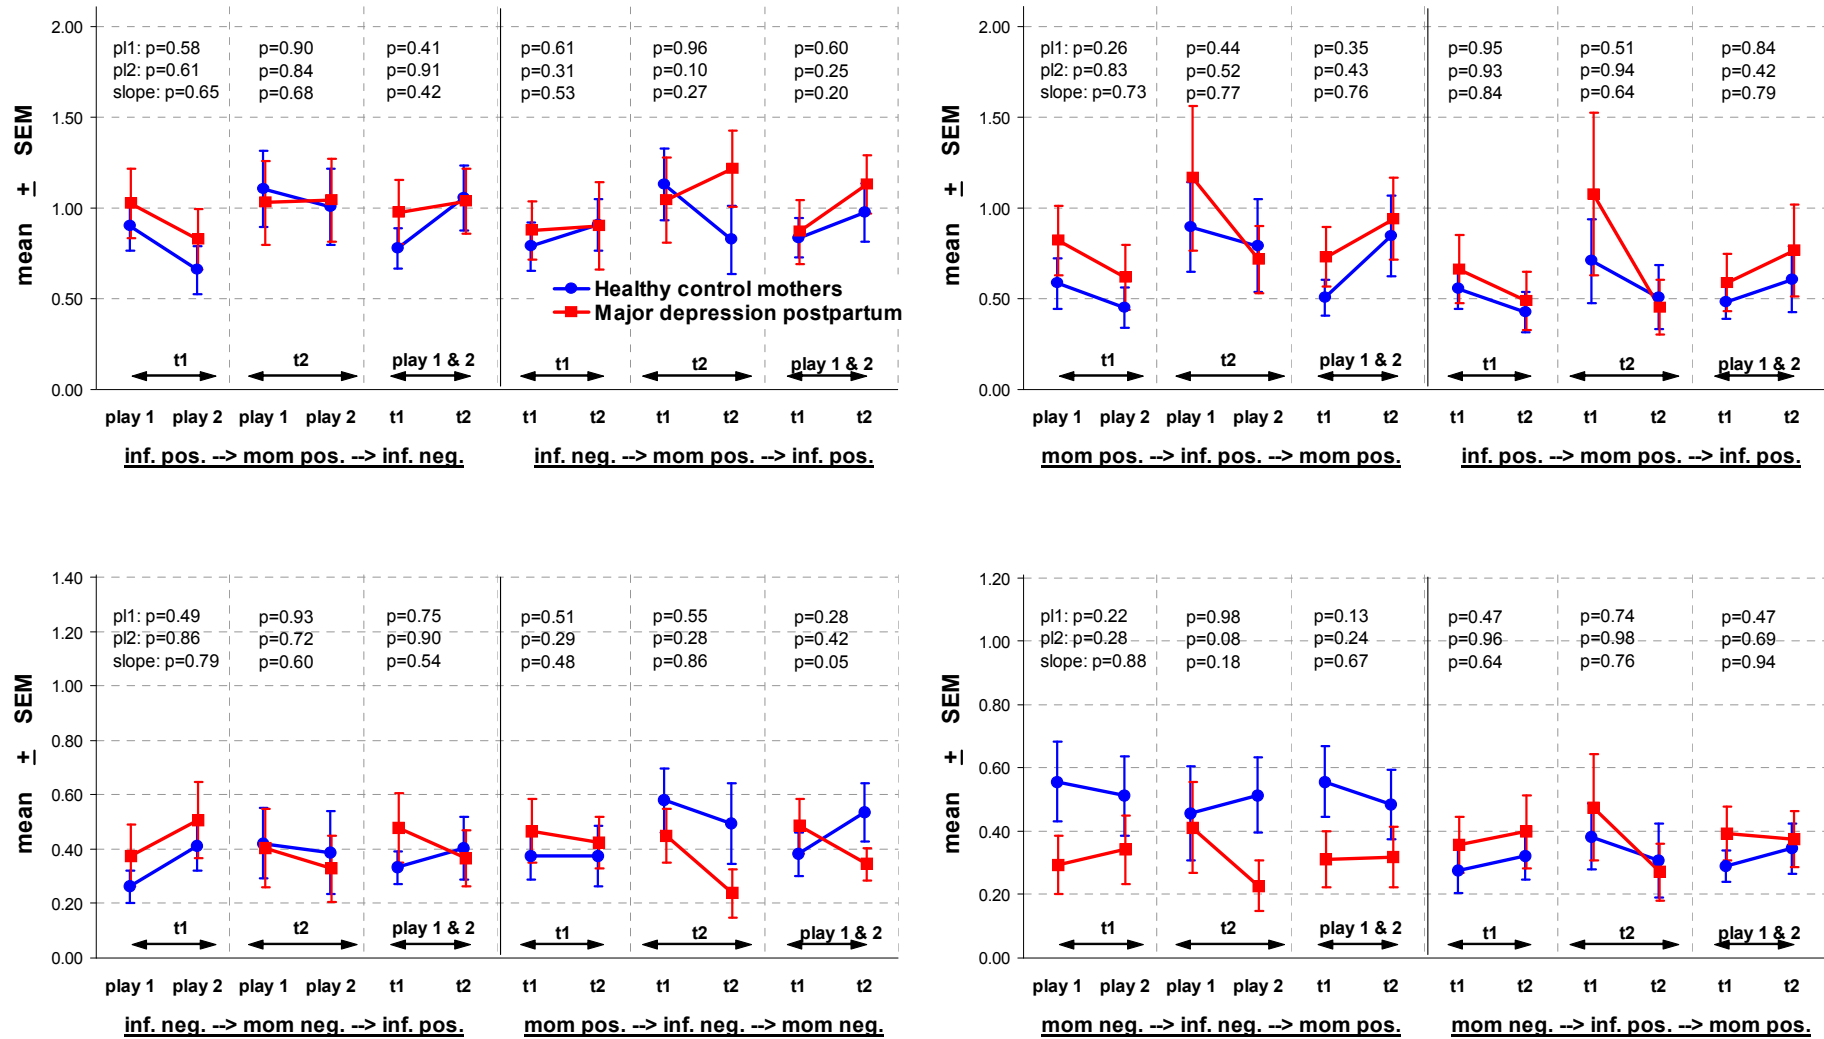 2.00
1.50
1.00
0.50
0.00
mean ± SEM
pl1: p=0.58 p=0.90 p=0.41 p=0.61 p=0.96 p=0.60
pl2: p=0.61 p=0.84 p=0.91 p=0.31 p=0.10 p=0.25
slope: p=0.65 p=0.68 p=0.42 p=0.53 p=0.27 p=0.20
Healthy control mothers
Major depression postpartum
t1 t2 play 1 & 2 t1 t2 play 1 & 2
play 1 play 2 play 1 play 2 t1 t2 t1 t2 t1 t2 t1 t2
inf. pos. --> mom pos. --> inf. neg. inf. neg. --> mom pos. --> inf. pos.
2.00
1.50
1.00
0.50
0.00
mean ± SEM
pl1: p=0.26 p=0.44 p=0.35 p=0.95 p=0.51 p=0.84
pl2: p=0.83 p=0.52 p=0.43 p=0.93 p=0.94 p=0.42
slope: p=0.73 p=0.77 p=0.76 p=0.84 p=0.64 p=0.79
t1 t2 play 1 & 2 t1 t2 play 1 & 2
play 1 play 2 play 1 play 2 t1 t2 t1 t2 t1 t2 t1 t2
mom pos. --> inf. pos. --> mom pos. inf. pos. --> mom pos. --> inf. pos.
1.40
1.20
1.00
0.80
0.60
0.40
0.20
0.00
mean ± SEM
pl1: p=0.49 p=0.93 p=0.75 p=0.51 p=0.55 p=0.28
pl2: p=0.86 p=0.72 p=0.90 p=0.29 p=0.28 p=0.42
slope: p=0.79 p=0.60 p=0.54 p=0.48 p=0.86 p=0.05
t1 t2 play 1 & 2 t1 t2 play 1 & 2
play 1 play 2 play 1 play 2 t1 t2 t1 t2 t1 t2 t1 t2
inf. neg. --> mom neg. --> inf. pos. mom pos. --> inf. neg. --> mom neg.
1.20
1.00
0.80
0.60
0.40
0.20
0.00
mean ± SEM
pl1: p=0.22 p=0.98 p=0.13 p=0.47 p=0.74 p=0.47
pl2: p=0.28 p=0.08 p=0.24 p=0.96 p=0.98 p=0.69
slope: p=0.88 p=0.18 p=0.67 p=0.64 p=0.76 p=0.94
t1 t2 play 1 & 2 t1 t2 play 1 & 2
play 1 play 2 play 1 play 2 t1 t2 t1 t2 t1 t2 t1 t2
mom neg. --> inf. neg. --> mom pos. mom neg. --> inf. pos. --> mom pos.